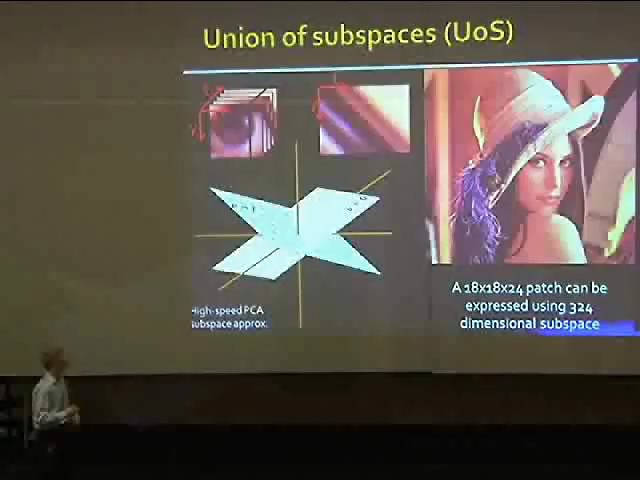 Union of subspaces (UoS)
High-speed PCA
subspace approx.
A 18x18x24 patch can be
expressed using 324
dimensional subspace